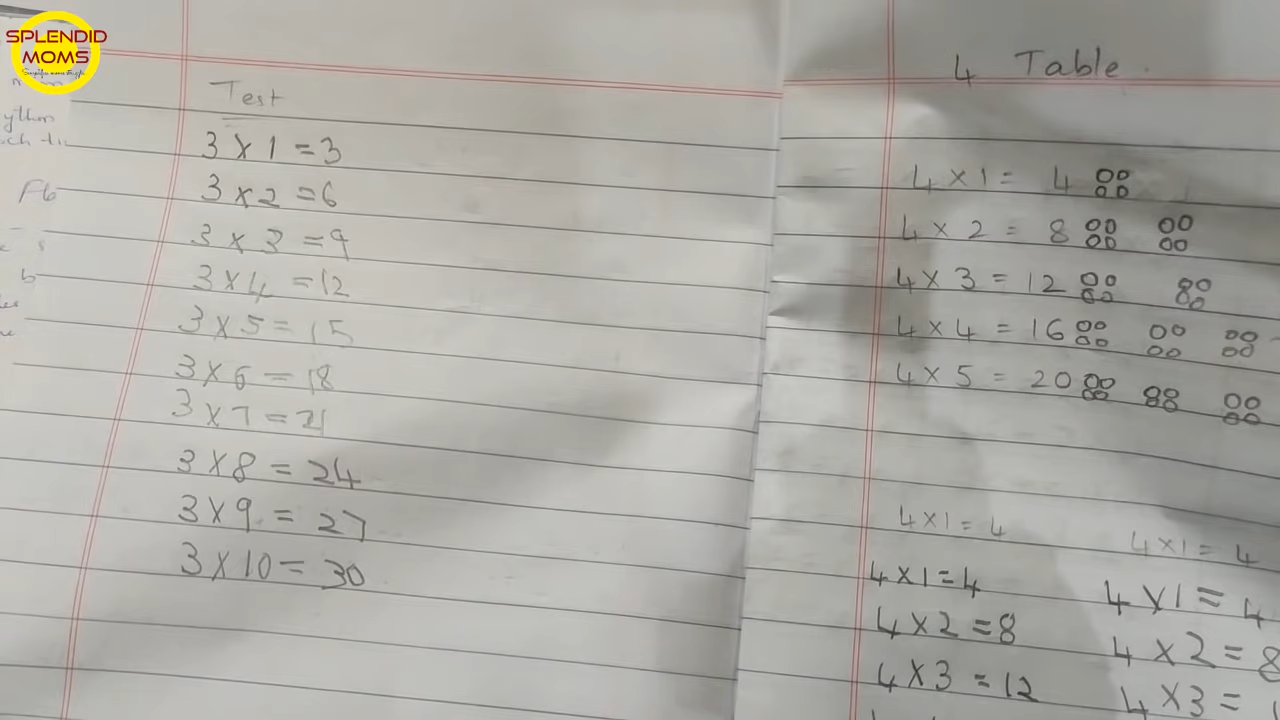 SPLENDID
MOMS
ython
Test
3 x 1 = 3
3 x 2 = 6
3 x 3 = 9
3 x 4 = 12
3 x 5 = 15
3 x 6 = 18
3 x 7 = 21
3 x 8 = 24
3 x 9 = 27
3 x 10 = 30
4 Table
4 x 1 = 4
4 x 2 = 8
4 x 3 = 12
4 x 4 = 16
4 x 5 = 20
4 x 1 = 4
4 x 1 = 4
4 x 2 = 8
4 x 3 = 12
4 x 1 = 4
4 x 1 = 4
4 x 2 = 8
4 x 3 =